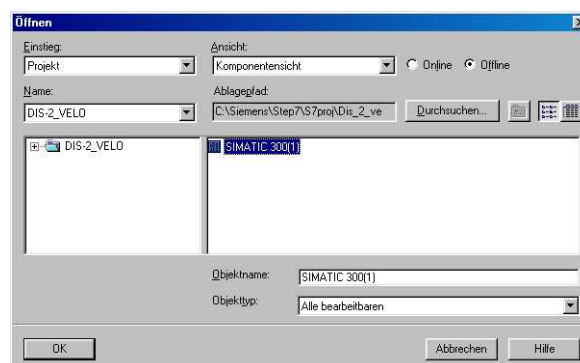 Öffnen
Einstieg:
Ansicht:
Projekt
Komponentensicht
Online
Offline
Name:
Ablagepfad:
DIS-2_VELO
C:\Siemens\Step7\S7proj\Dis_2_ve
Durchsuchen...
DIS-2_VELO
SIMATIC 300(1)
Objektname:
SIMATIC 300(1)
Objekttyp:
Alle bearbeitbaren
OK
Abbrechen
Hilfe